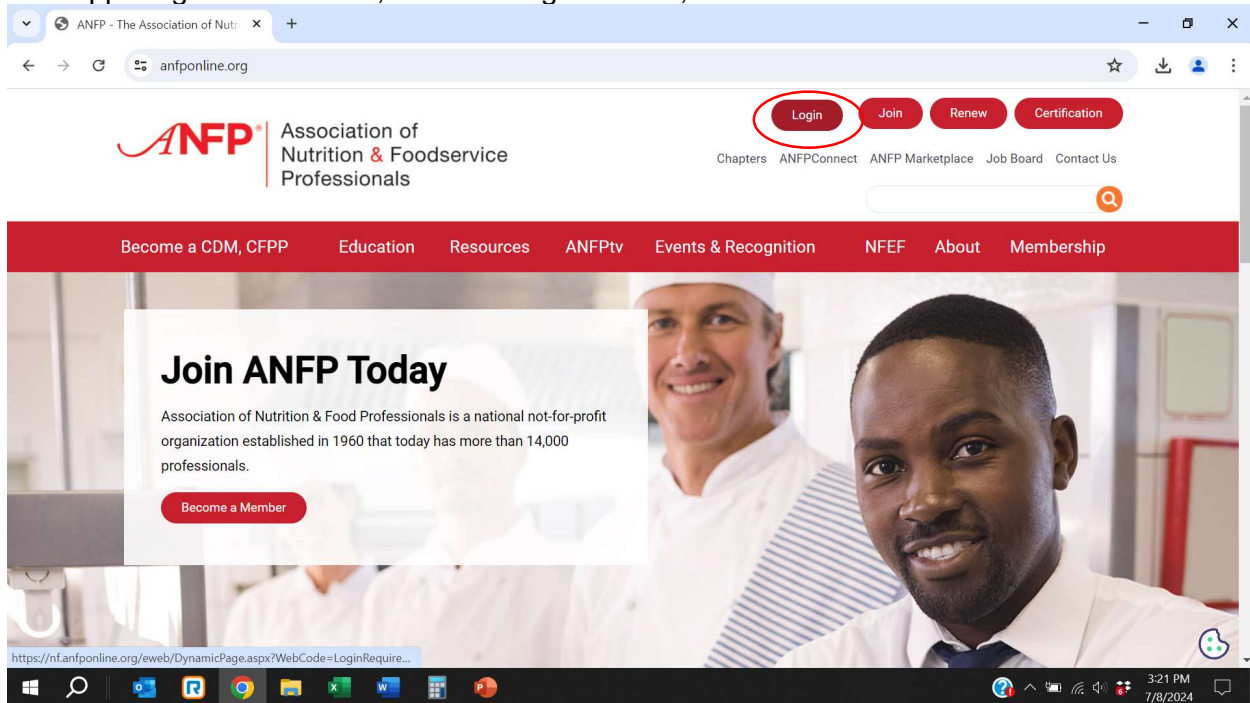 ANFP - The Association of Nutri
anfponline.org
Login Join Renew Certification
ANFP® Association of
Nutrition & Foodservice
Professionals
Chapters ANFPConnect ANFP Marketplace Job Board Contact Us
Become a CDM, CFPP Education Resources ANFPtv Events & Recognition NFEF About Membership
Join ANFP Today
Association of Nutrition & Food Professionals is a national not-for-profit
organization established in 1960 that today has more than 14,000
professionals.
Become a Member
https://nf.anfponline.org/eweb/DynamicPage.aspx?WebCode=LoginRequire...
3:21 PM
7/8/2024